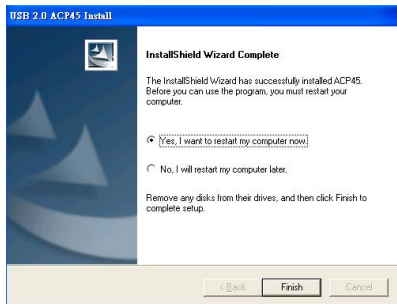 USB 2.0 ACP45 Install
InstallShield Wizard Complete
The InstallShield Wizard has successfully installed ACP45.
Before you can use the program, you must restart your
computer.
Yes, I want to restart my computer now.
No, I will restart my computer later.
Remove any disks from their drives, and then click Finish to
complete setup.
< Back
Finish
Cancel